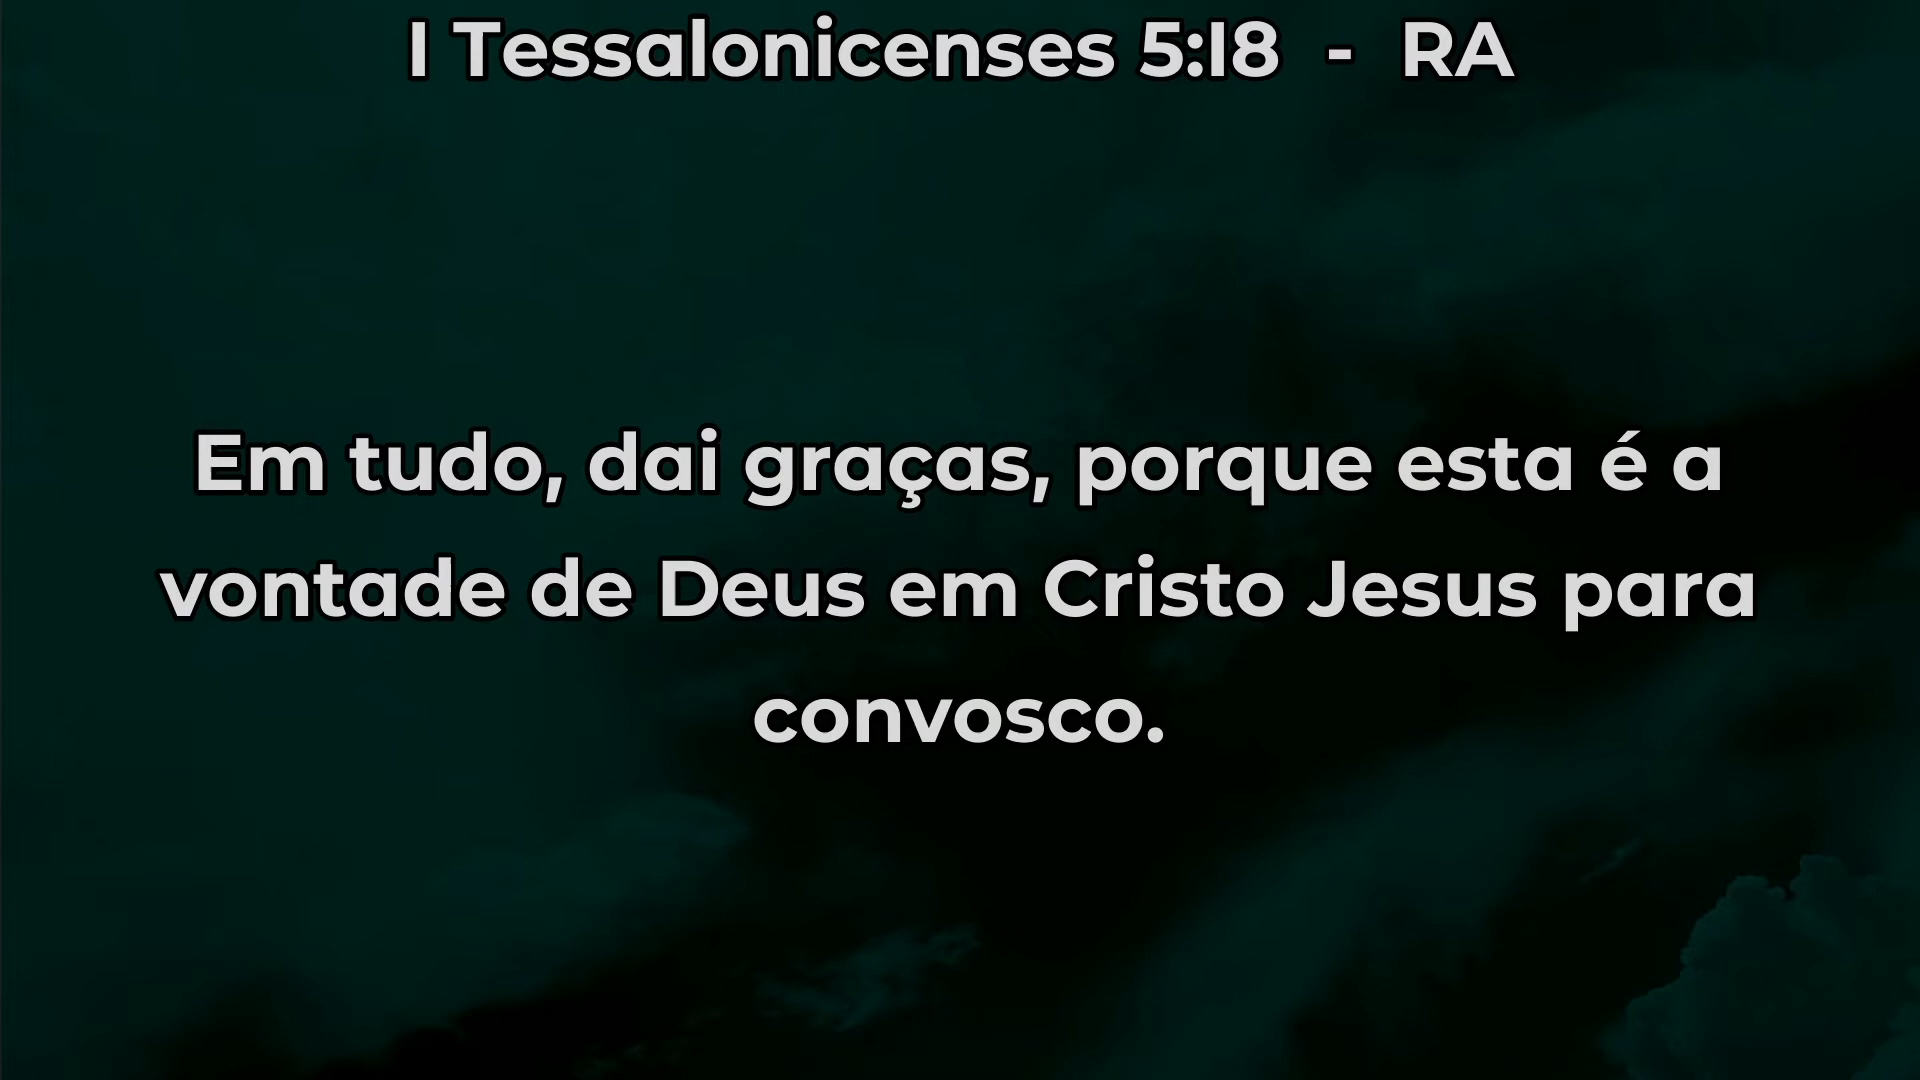 I Tessalonicenses 5:18 - RA
Em tudo, dai graças, porque esta é a
vontade de Deus em Cristo Jesus para
convosco.